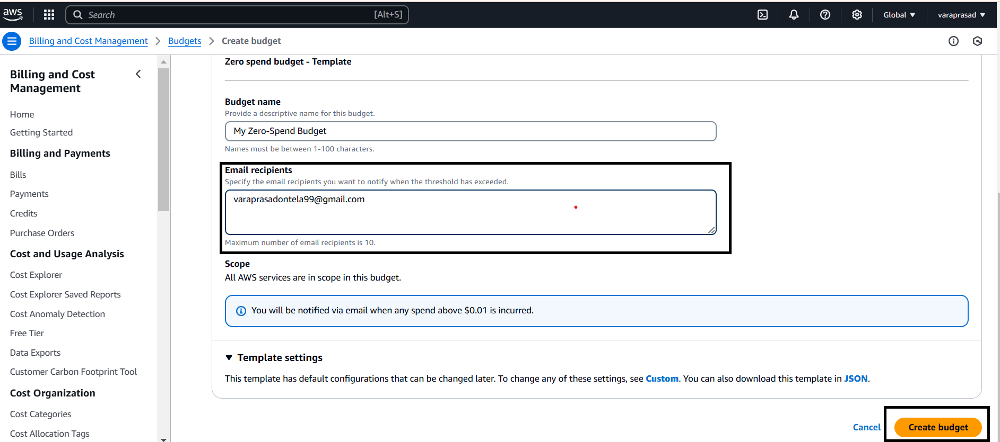 aws
Search
[Alt+S]
Global
varaprasad
Billing and Cost Management
Budgets
Create budget
Billing and Cost
Management
Home
Getting Started
Billing and Payments
Bills
Payments
Credits
Purchase Orders
Cost and Usage Analysis
Cost Explorer
Cost Explorer Saved Reports
Cost Anomaly Detection
Free Tier
Data Exports
Customer Carbon Footprint Tool
Cost Organization
Cost Categories
Cost Allocation Tags
Zero spend budget - Template
Budget name
Provide a descriptive name for this budget.
My Zero-Spend Budget
Names must be between 1-100 characters.
Email recipients
Specify the email recipients you want to notify when the threshold has exceeded.
varaprasadontela99@gmail.com
Maximum number of email recipients is 10.
Scope
All AWS services are in scope in this budget.
You will be notified via email when any spend above $0.01 is incurred.
Template settings
This template has default configurations that can be changed later. To change any of these settings, see Custom. You can also download this template in JSON.
Cancel
Create budget